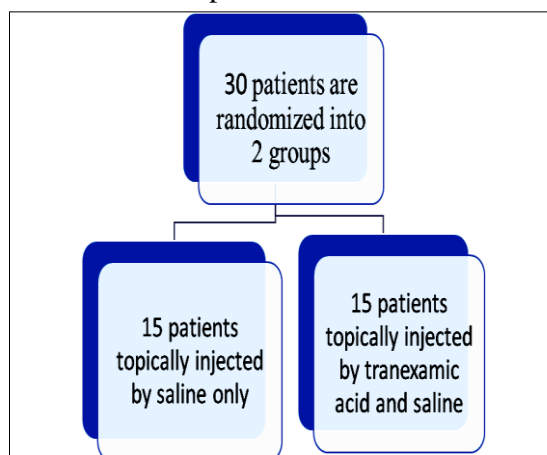 30 patients are
randomized into
2 groups
15 patients
topically injected
by saline only
15 patients
topically injected
by tranexamic
acid and saline